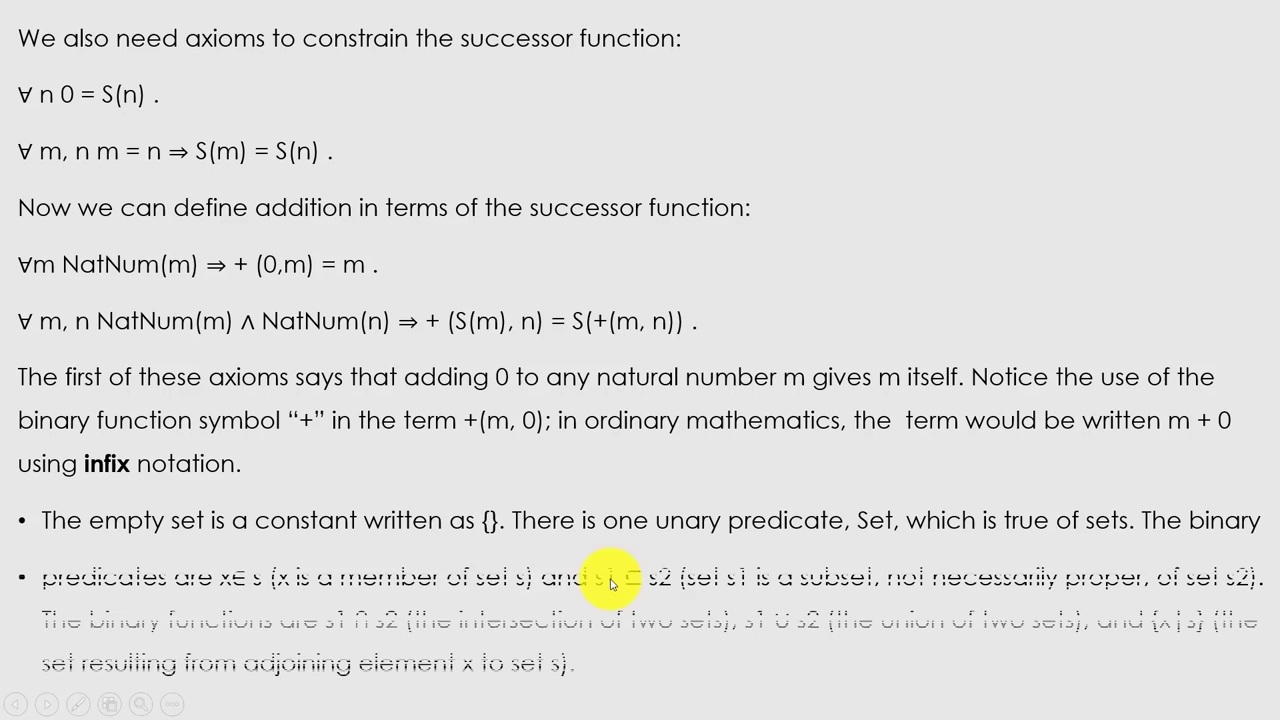 We also need axioms to constrain the successor function:
∀ n 0 = S(n) .
∀ m, n m = n ⇒ S(m) = S(n) .
Now we can define addition in terms of the successor function:
∀m NatNum(m) ⇒ + (0,m) = m .
∀ m, n NatNum(m) ∧ NatNum(n) ⇒ + (S(m), n) = S(+(m, n)) .
The first of these axioms says that adding 0 to any natural number m gives m itself. Notice the use of the
binary function symbol “+” in the term +(m, 0); in ordinary mathematics, the term would be written m + 0
using infix notation.
• The empty set is a constant written as {}. There is one unary predicate, Set, which is true of sets. The binary
• predicates are x∈ s (x is a member of set s) and s1 ⊆ s2 (set s1 is a subset, not necessarily proper, of set s2).
The binary functions are s1 ∩ s2 (the intersection of two sets), s1 ∪ s2 (the union of two sets), and {x|s} (the
set resulting from adjoining element x to set s).